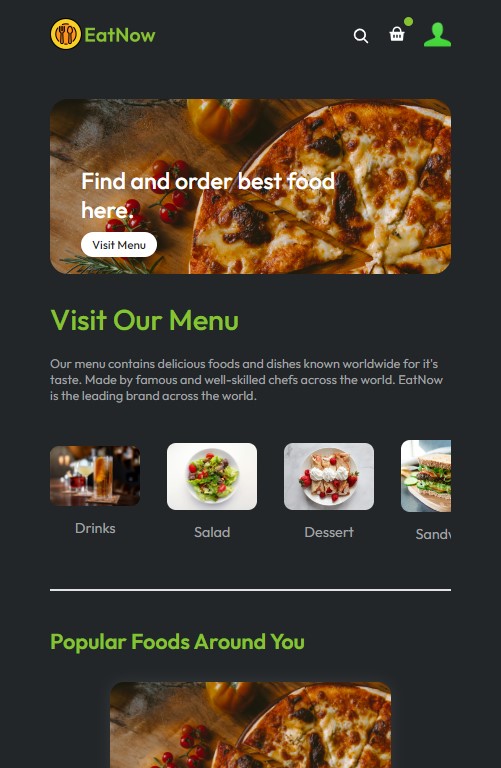 EatNow
Find and order best food
here.
Visit Menu
Visit Our Menu
Our menu contains delicious foods and dishes known worldwide for it's
taste. Made by famous and well-skilled chefs across the world. EatNow
is the leading brand across the world.
Drinks
Salad
Dessert
Sandw
Popular Foods Around You